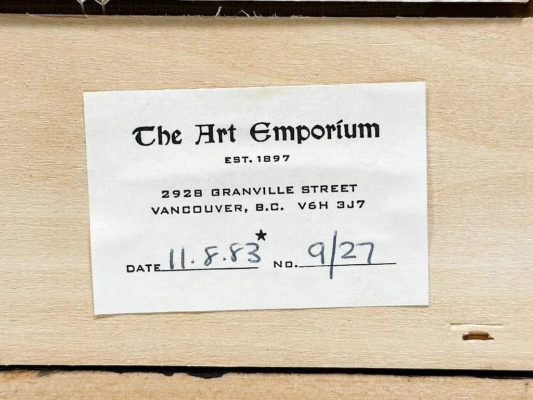 The Art Emporium
EST. 1897
2928 GRANVILLE STREET
VANCOUVER, B.C. V6H 3J7
DATE 11.8.83 NO. 9/27